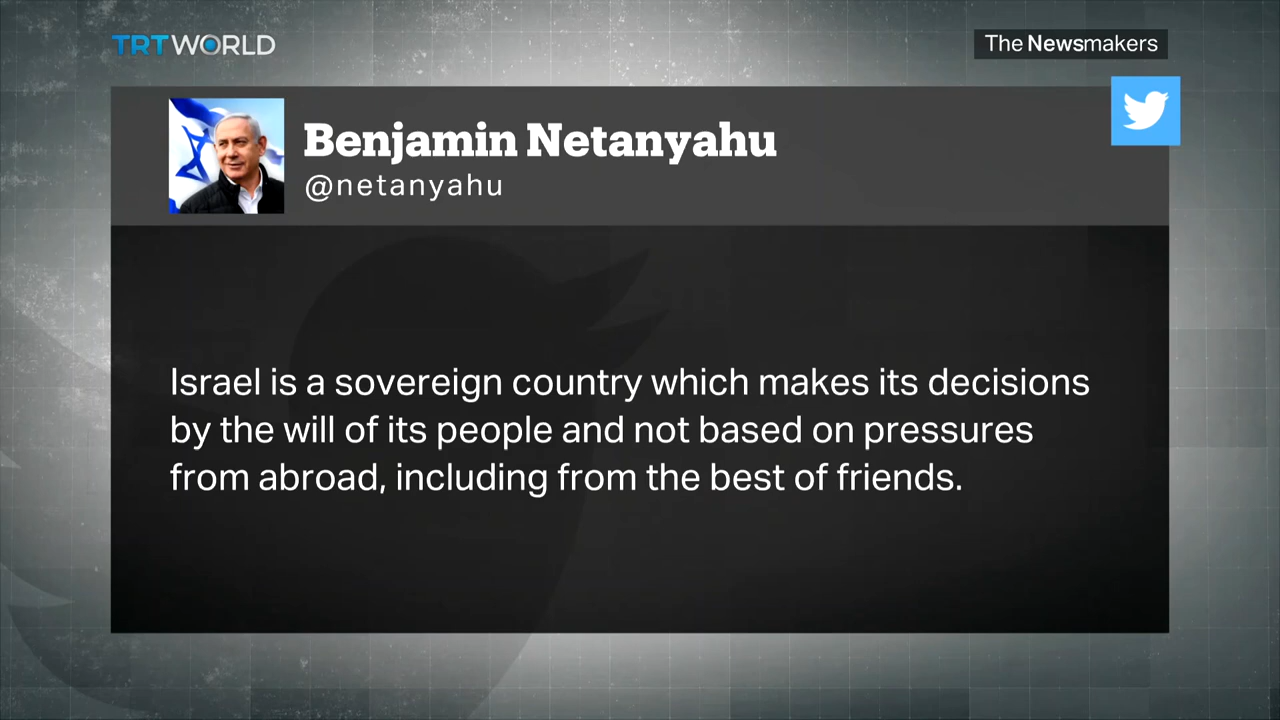 TRT WORLD
The Newsmakers
Benjamin Netanyahu
@netanyahu
Israel is a sovereign country which makes its decisions
by the will of its people and not based on pressures
from abroad, including from the best of friends.